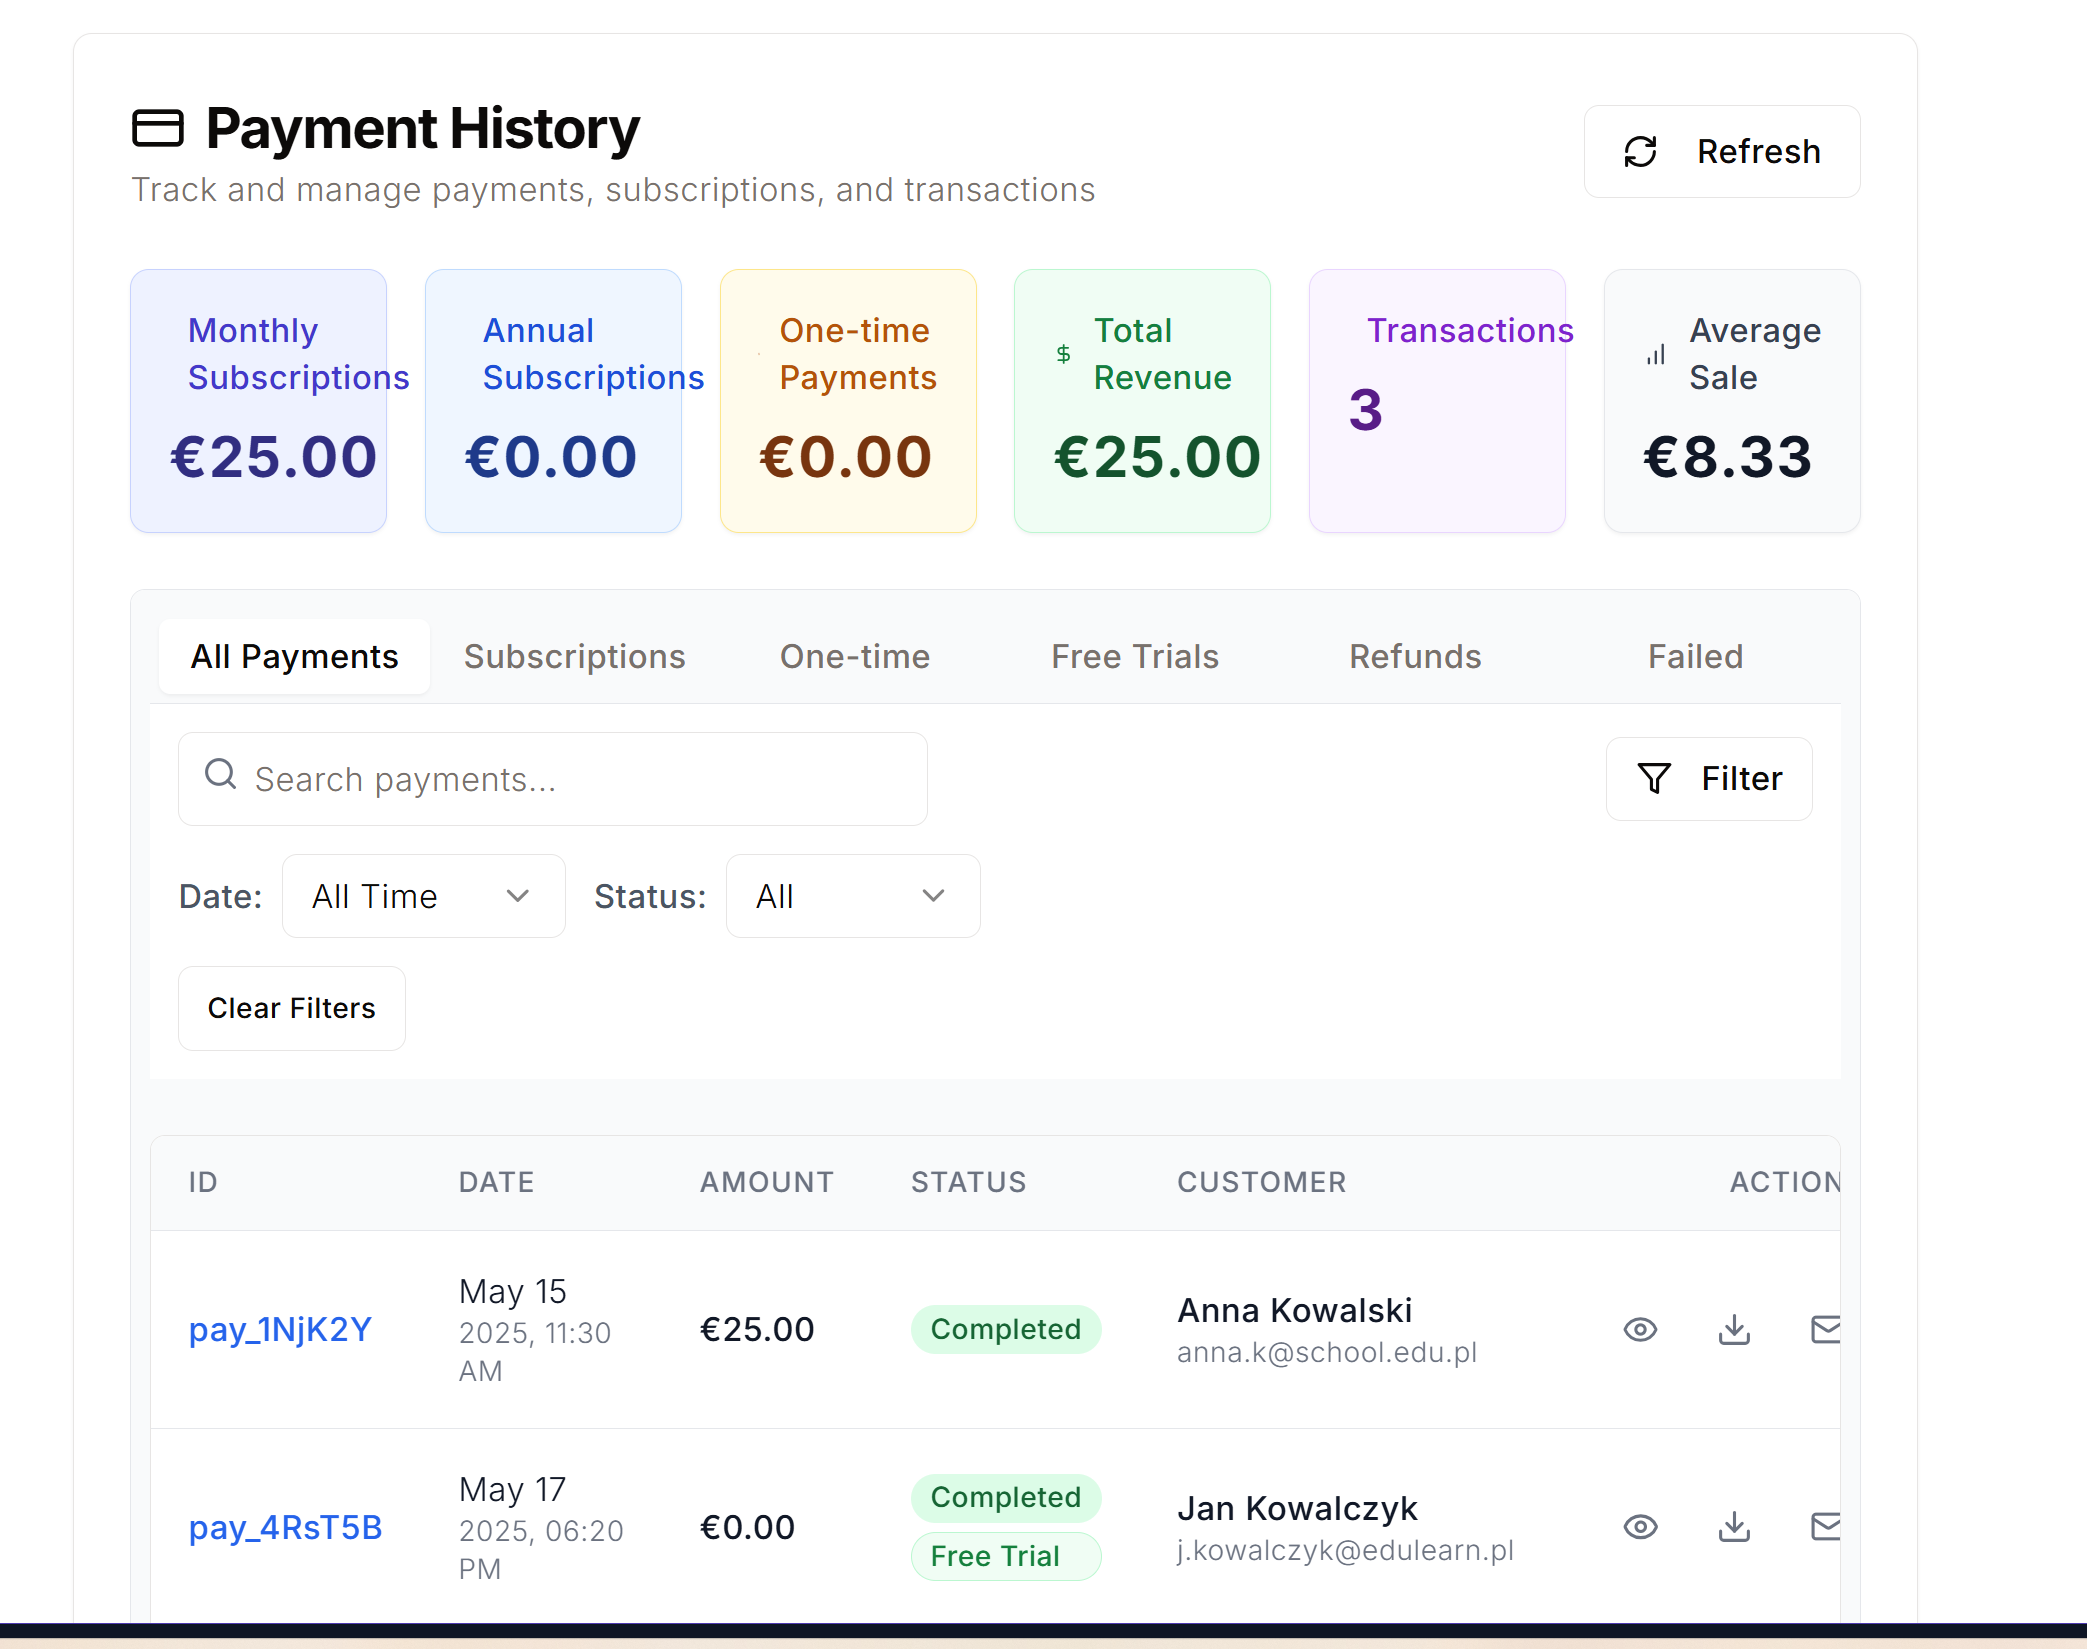 Payment History
Track and manage payments, subscriptions, and transactions
Refresh
Monthly
Subscriptions
€25.00
Annual
Subscriptions
€0.00
One-time
Payments
€0.00
$
Total
Revenue
€25.00
Transactions
3
Average
Sale
€8.33
All Payments
Subscriptions
One-time
Free Trials
Refunds
Failed
Search payments...
Filter
Date:
All Time
Status:
All
Clear Filters
ID
DATE
AMOUNT
STATUS
CUSTOMER
ACTION
pay_1NjK2Y
May 15
2025, 11:30
AM
€25.00
Completed
Anna Kowalski
anna.k@school.edu.pl
pay_4RsT5B
May 17
2025, 06:20
PM
€0.00
Completed
Free Trial
Jan Kowalczyk
j.kowalczyk@edulearn.pl